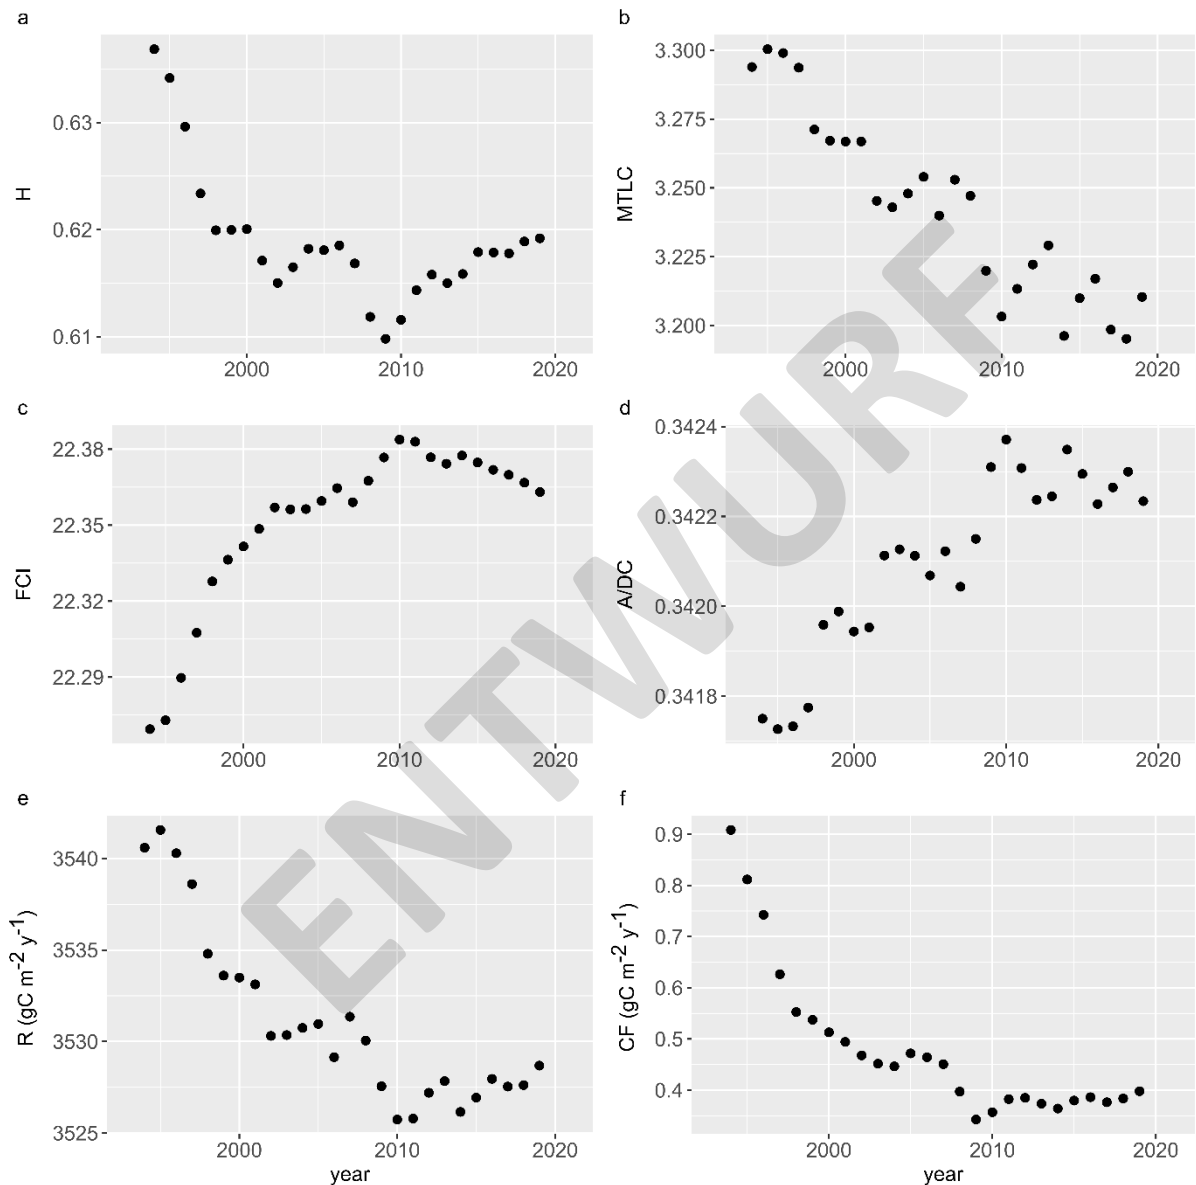 a
H
0.63
0.62
0.61
2000 2010 2020
b
MTLC
3.300
3.275
3.250
3.225
3.200
2000 2010 2020
c
FCI
22.38
22.35
22.32
22.29
2000 2010 2020
d
A/DC
0.3424
0.3422
0.3420
0.3418
2000 2010 2020
e
R (gC m⁻² y⁻¹)
3540
3535
3530
3525
2000 2010 2020
year
f
CF (gC m⁻² y⁻¹)
0.9
0.8
0.7
0.6
0.5
0.4
2000 2010 2020
year
ENTWURF